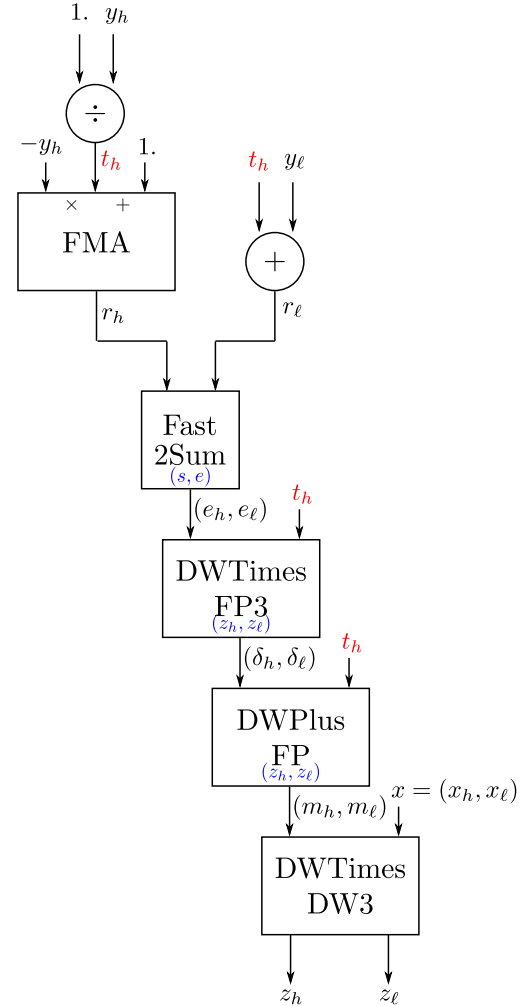 1. y_h
÷
−y_h t_h 1.
× +
FMA
t_h y_ℓ
+
r_h r_ℓ
Fast
2Sum
(s, e)
(e_h, e_ℓ) t_h
DWTimes
FP3
(z_h, z_ℓ)
(δ_h, δ_ℓ) t_h
DWPlus
FP
(z_h, z_ℓ)
(m_h, m_ℓ) x = (x_h, x_ℓ)
DWTimes
DW3
z_h z_ℓ